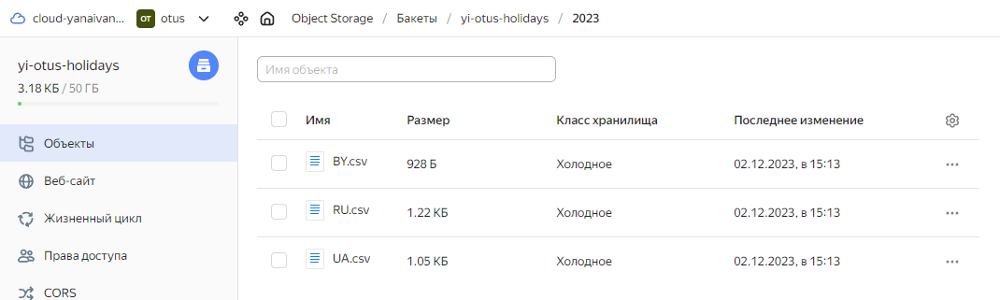 cloud-yanaivan... ОТ otus Object Storage / Бакеты / yi-otus-holidays / 2023
yi-otus-holidays
3.18 КБ / 50 ГБ
Объекты
Веб-сайт
Жизненный цикл
Права доступа
CORS
Имя объекта
Имя Размер Класс хранилища Последнее изменение
BY.csv 928 Б Холодное 02.12.2023, в 15:13
RU.csv 1.22 КБ Холодное 02.12.2023, в 15:13
UA.csv 1.05 КБ Холодное 02.12.2023, в 15:13